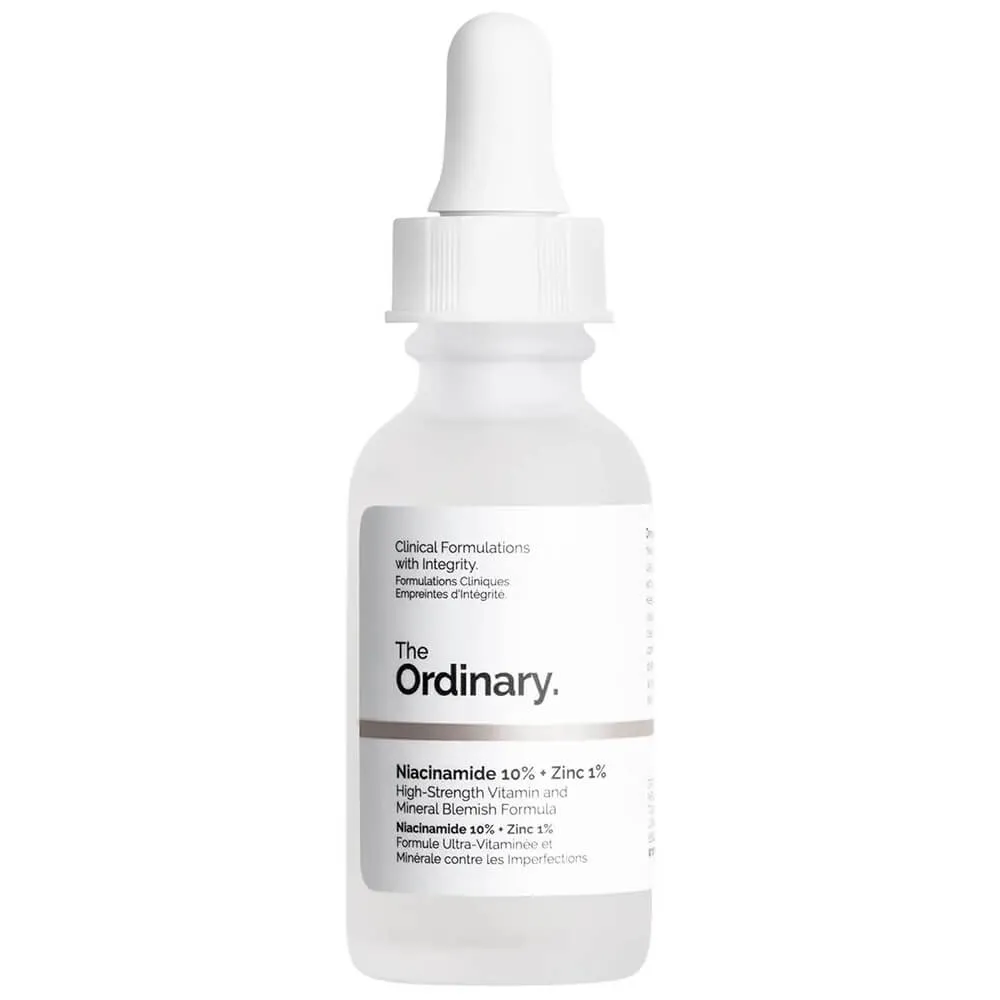 Clinical Formulations
with Integrity.
Formulations Cliniques
Empreintes d'Intégrité.
The
Ordinary.
Niacinamide 10% + Zinc 1%
High-Strength Vitamin and
Mineral Blemish Formula
Niacinamide 10% + Zinc 1%
Formule Ultra-Vitaminée et
Minérale contre les Imperfections